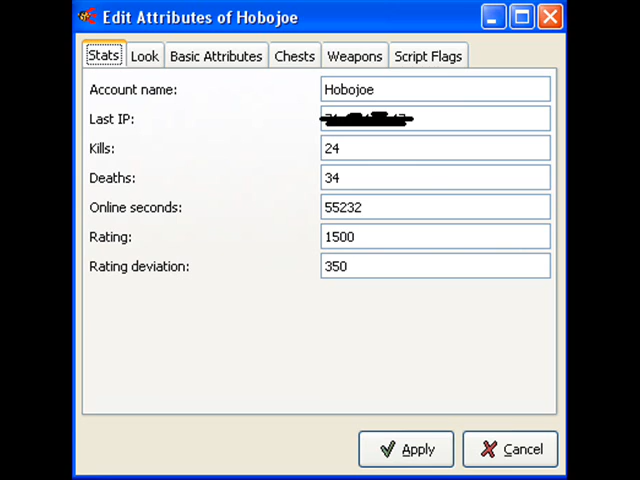 Edit Attributes of Hobojoe
Stats Look Basic Attributes Chests Weapons Script Flags
Account name: Hobojoe
Last IP:
Kills: 24
Deaths: 34
Online seconds: 55232
Rating: 1500
Rating deviation: 350
Apply Cancel